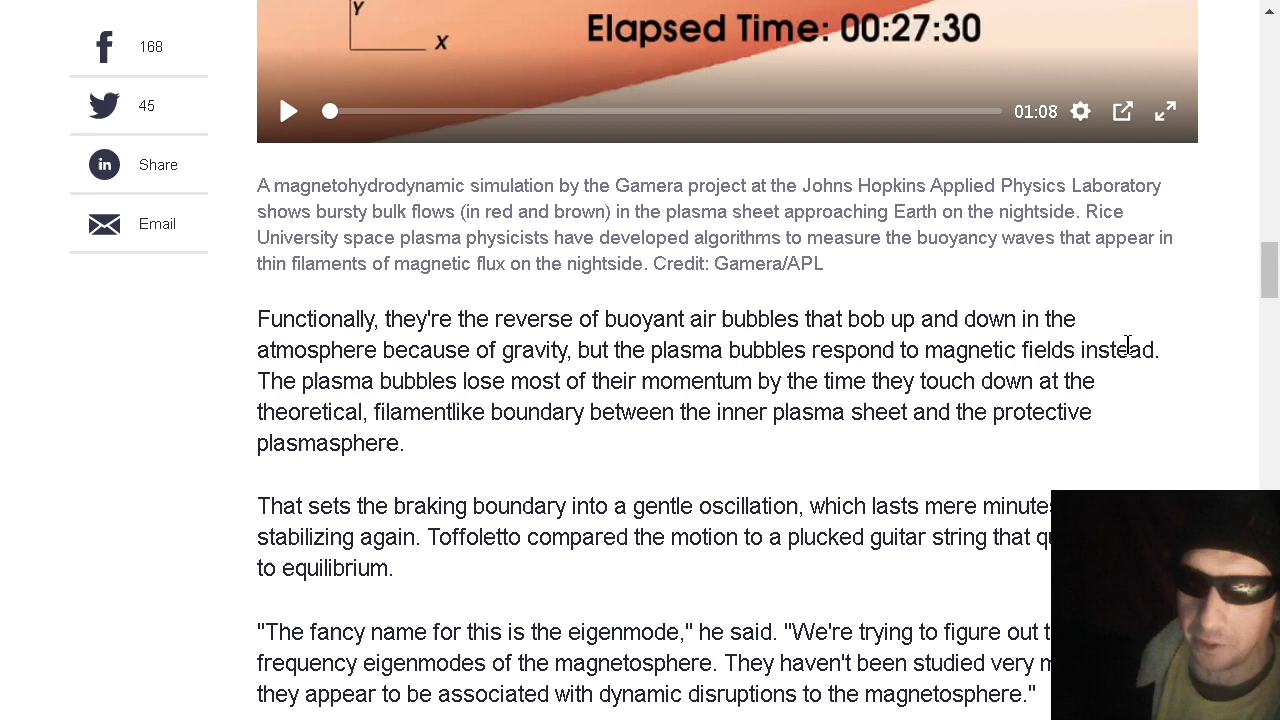 Y
X
Elapsed Time: 00:27:30
01:08
168
45
in Share
Email
A magnetohydrodynamic simulation by the Gamera project at the Johns Hopkins Applied Physics Laboratory
shows bursty bulk flows (in red and brown) in the plasma sheet approaching Earth on the nightside. Rice
University space plasma physicists have developed algorithms to measure the buoyancy waves that appear in
thin filaments of magnetic flux on the nightside. Credit: Gamera/APL
Functionally, they're the reverse of buoyant air bubbles that bob up and down in the
atmosphere because of gravity, but the plasma bubbles respond to magnetic fields instead.
The plasma bubbles lose most of their momentum by the time they touch down at the
theoretical, filamentlike boundary between the inner plasma sheet and the protective
plasmasphere.
That sets the braking boundary into a gentle oscillation, which lasts mere minutes
stabilizing again. Toffoletto compared the motion to a plucked guitar string that
to equilibrium.
"The fancy name for this is the eigenmode," he said. "We're trying to figure out
frequency eigenmodes of the magnetosphere. They haven't been studied very
they appear to be associated with dynamic disruptions to the magnetosphere."